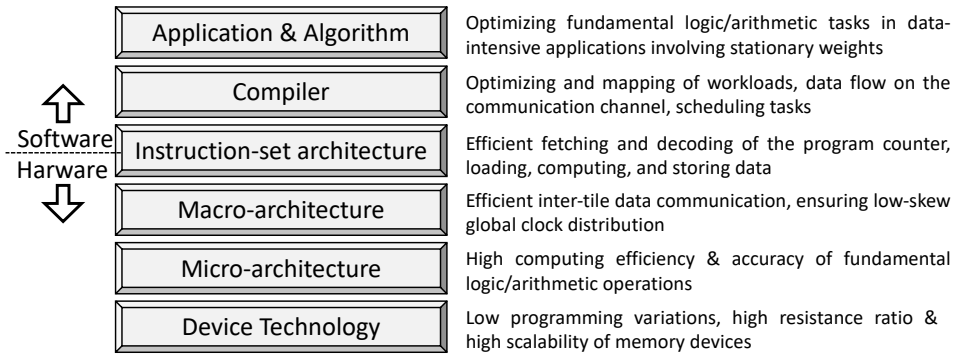 Application & Algorithm
Optimizing fundamental logic/arithmetic tasks in data-
intensive applications involving stationary weights
Compiler
Optimizing and mapping of workloads, data flow on the
communication channel, scheduling tasks
Software
Harware
Instruction-set architecture
Efficient fetching and decoding of the program counter,
loading, computing, and storing data
Macro-architecture
Efficient inter-tile data communication, ensuring low-skew
global clock distribution
Micro-architecture
High computing efficiency & accuracy of fundamental
logic/arithmetic operations
Device Technology
Low programming variations, high resistance ratio &
high scalability of memory devices